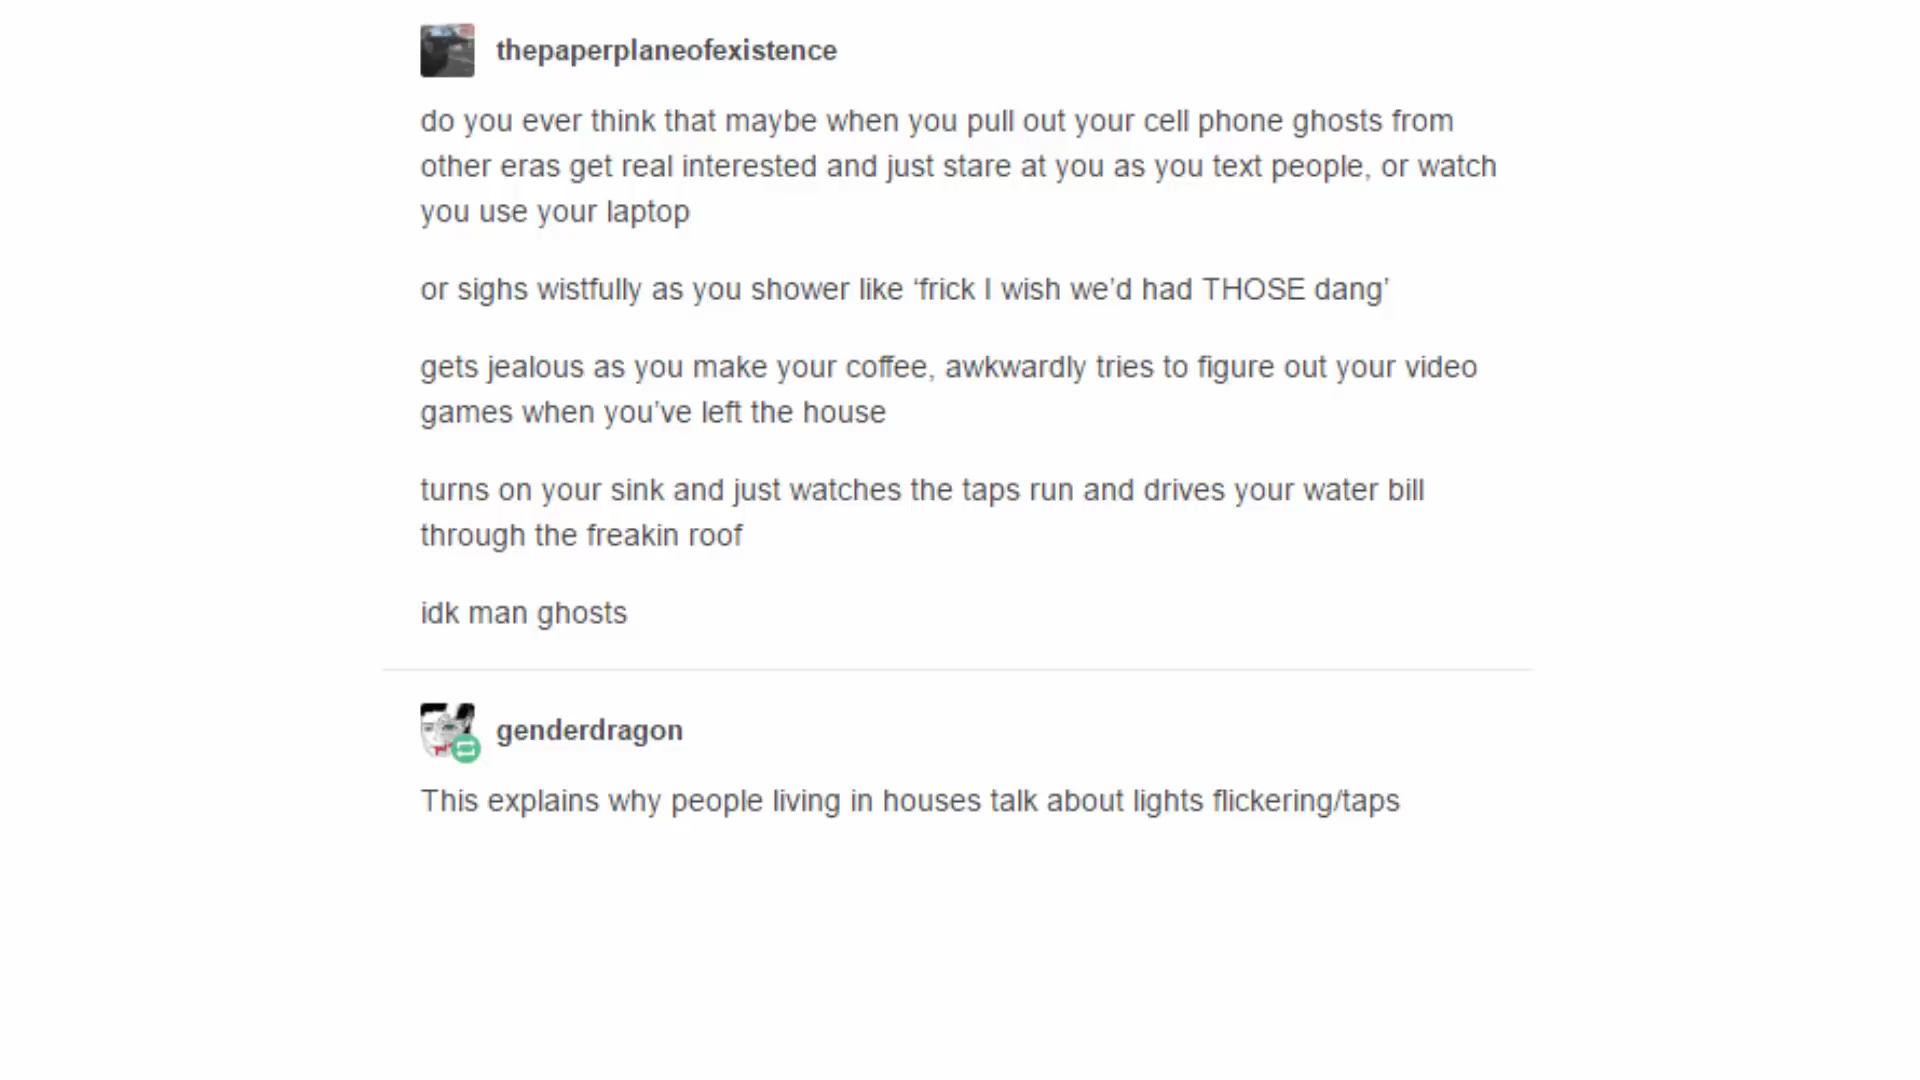 thepaperplaneofexistence
do you ever think that maybe when you pull out your cell phone ghosts from
other eras get real interested and just stare at you as you text people, or watch
you use your laptop
or sighs wistfully as you shower like ‘frick I wish we’d had THOSE dang’
gets jealous as you make your coffee, awkwardly tries to figure out your video
games when you’ve left the house
turns on your sink and just watches the taps run and drives your water bill
through the freakin roof
idk man ghosts
genderdragon
This explains why people living in houses talk about lights flickering/taps